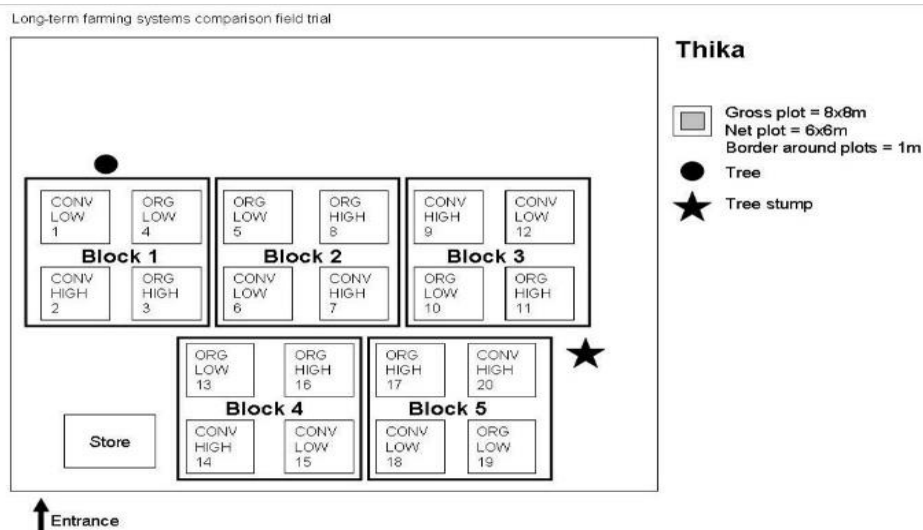 Long-term farming systems comparison field trial
Thika
Gross plot = 8x8m
Net plot = 6x6m
Border around plots = 1m
Tree
Tree stump
CONV
LOW
1
ORG
LOW
4
Block 1
CONV
HIGH
2
ORG
HIGH
3
ORG
LOW
5
ORG
HIGH
8
Block 2
CONV
LOW
6
CONV
HIGH
7
CONV
HIGH
9
CONV
LOW
12
Block 3
ORG
LOW
10
ORG
HIGH
11
ORG
LOW
13
ORG
HIGH
16
Block 4
CONV
HIGH
14
CONV
LOW
15
ORG
HIGH
17
CONV
HIGH
20
Block 5
CONV
LOW
18
ORG
LOW
19
Store
Entrance